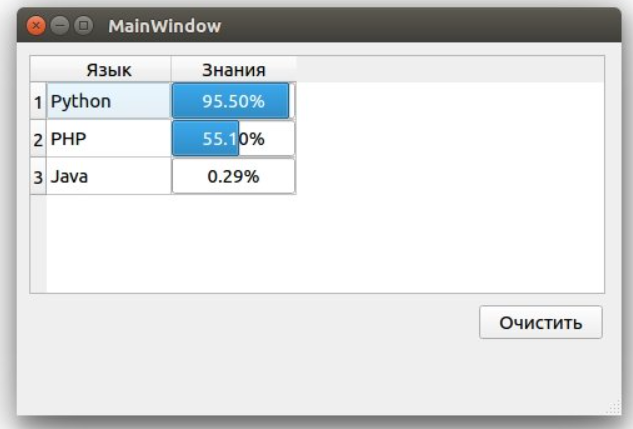 MainWindow
Язык Знания
1 Python 95.50%
2 PHP 55.10%
3 Java 0.29%
Очистить